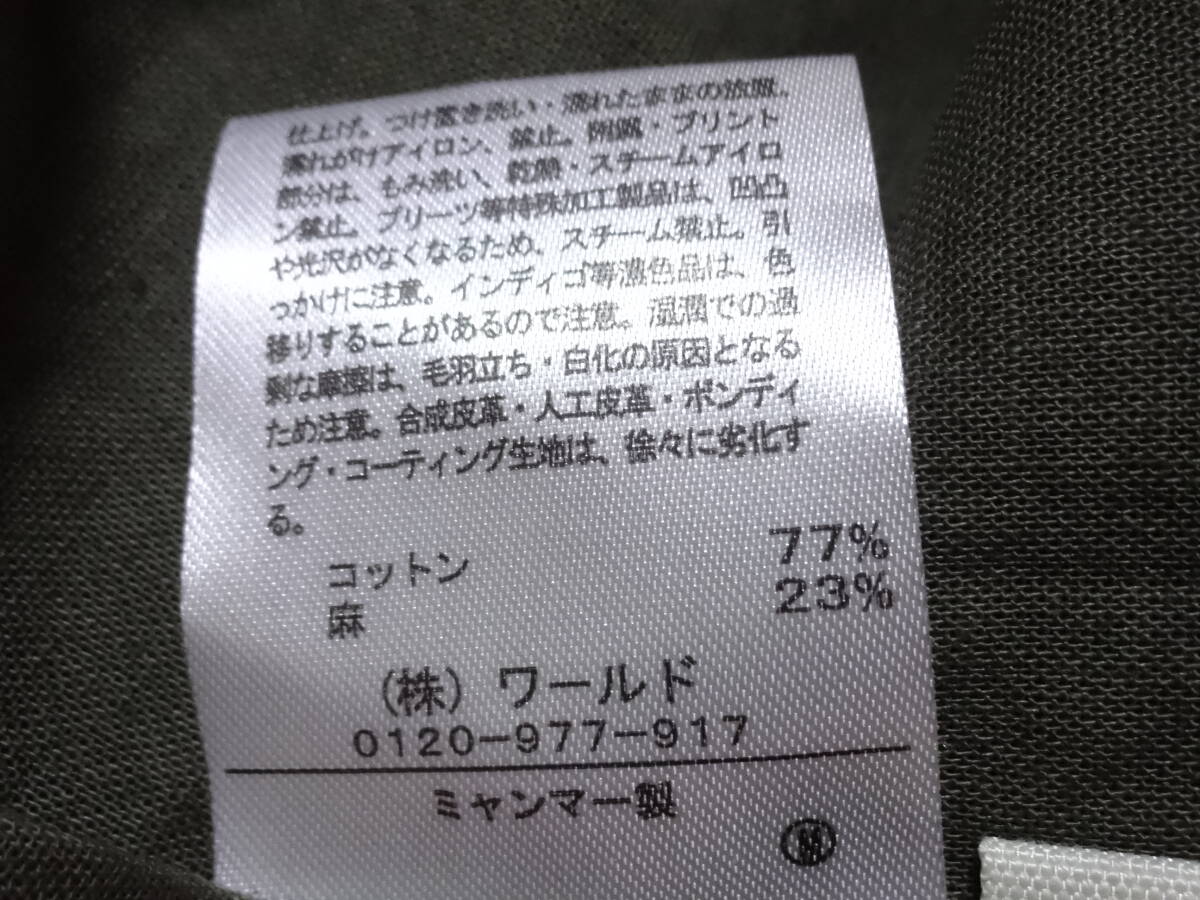 仕上げ。つけ置き洗い・濡れたままの放置、
濡れがけアイロン、禁止。附属・プリント
部分は、もみ洗い、乾熱・スチームアイロ
ン禁止。プリーツ等特殊加工製品は、凹凸
や光沢がなくなるため、スチーム禁止。引
っかけに注意。インディゴ等濃色品は、色
移りすることがあるので注意。湿潤での過
剰な摩擦は、毛羽立ち・白化の原因となる
ため注意。合成皮革・人工皮革・ボンディ
ング・コーティング生地は、徐々に劣化す
る。
コットン 77%
麻 23%
(株) ワールド
0120-977-917
ミャンマー製
M